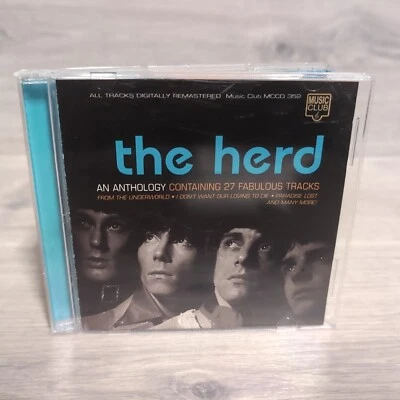 ALL TRACKS DIGITALLY REMASTERED Music Club MCCD 352
MUSIC
CLUB
the herd
AN ANTHOLOGY CONTAINING 27 FABULOUS TRACKS
FROM THE UNDERWORLD • I DON'T WANT OUR LOVING TO DIE • PARADISE LOST
AND MANY MORE!